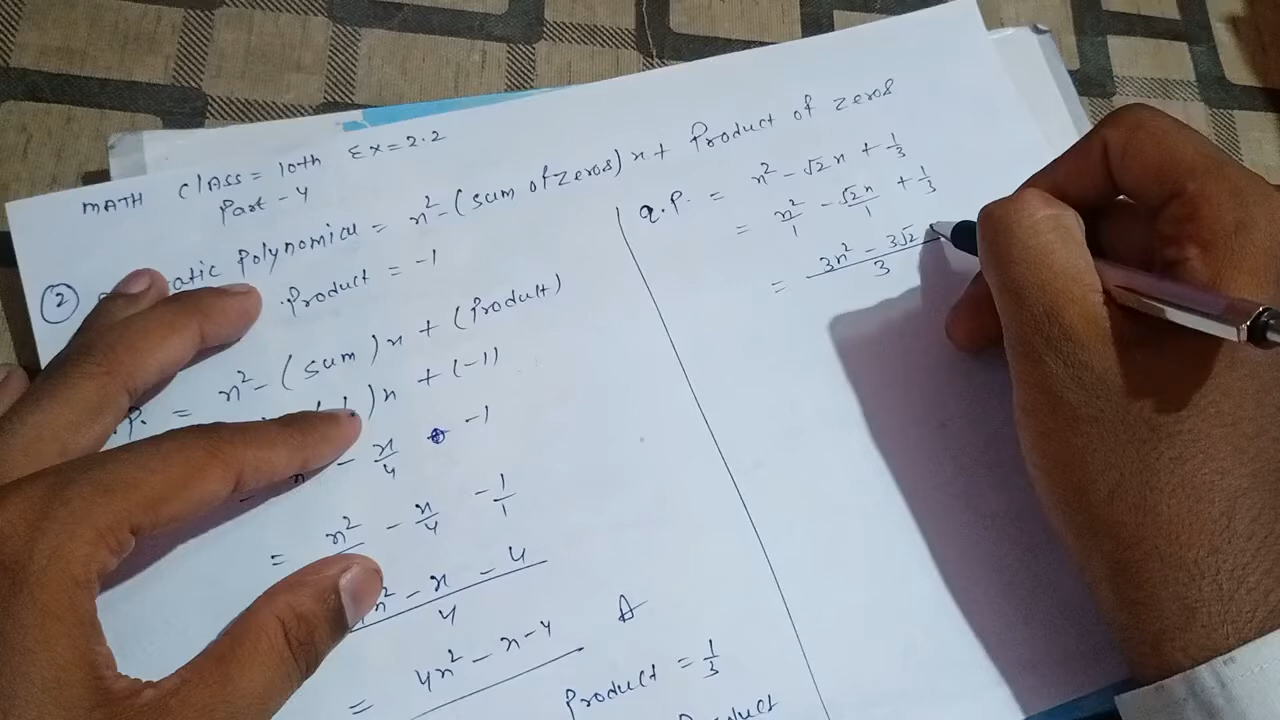 MATH CLASS = 10th EX = 2.2
Part - 4
② Polynomial = x² - (sum of zeros) x + Product of zeros
Product = -1
P. = x² - (sum) x + (Product)
) x + (-1)
- x/4 -1
= x² - x/4 - 1/1
x² - x - 4
4
= 4x² - x - 4
Product = 1/3
Product
q.p. = x² - √2 x + 1/3
= x²/1 - √2x/1 + 1/3
= 3x² - 3√2
3